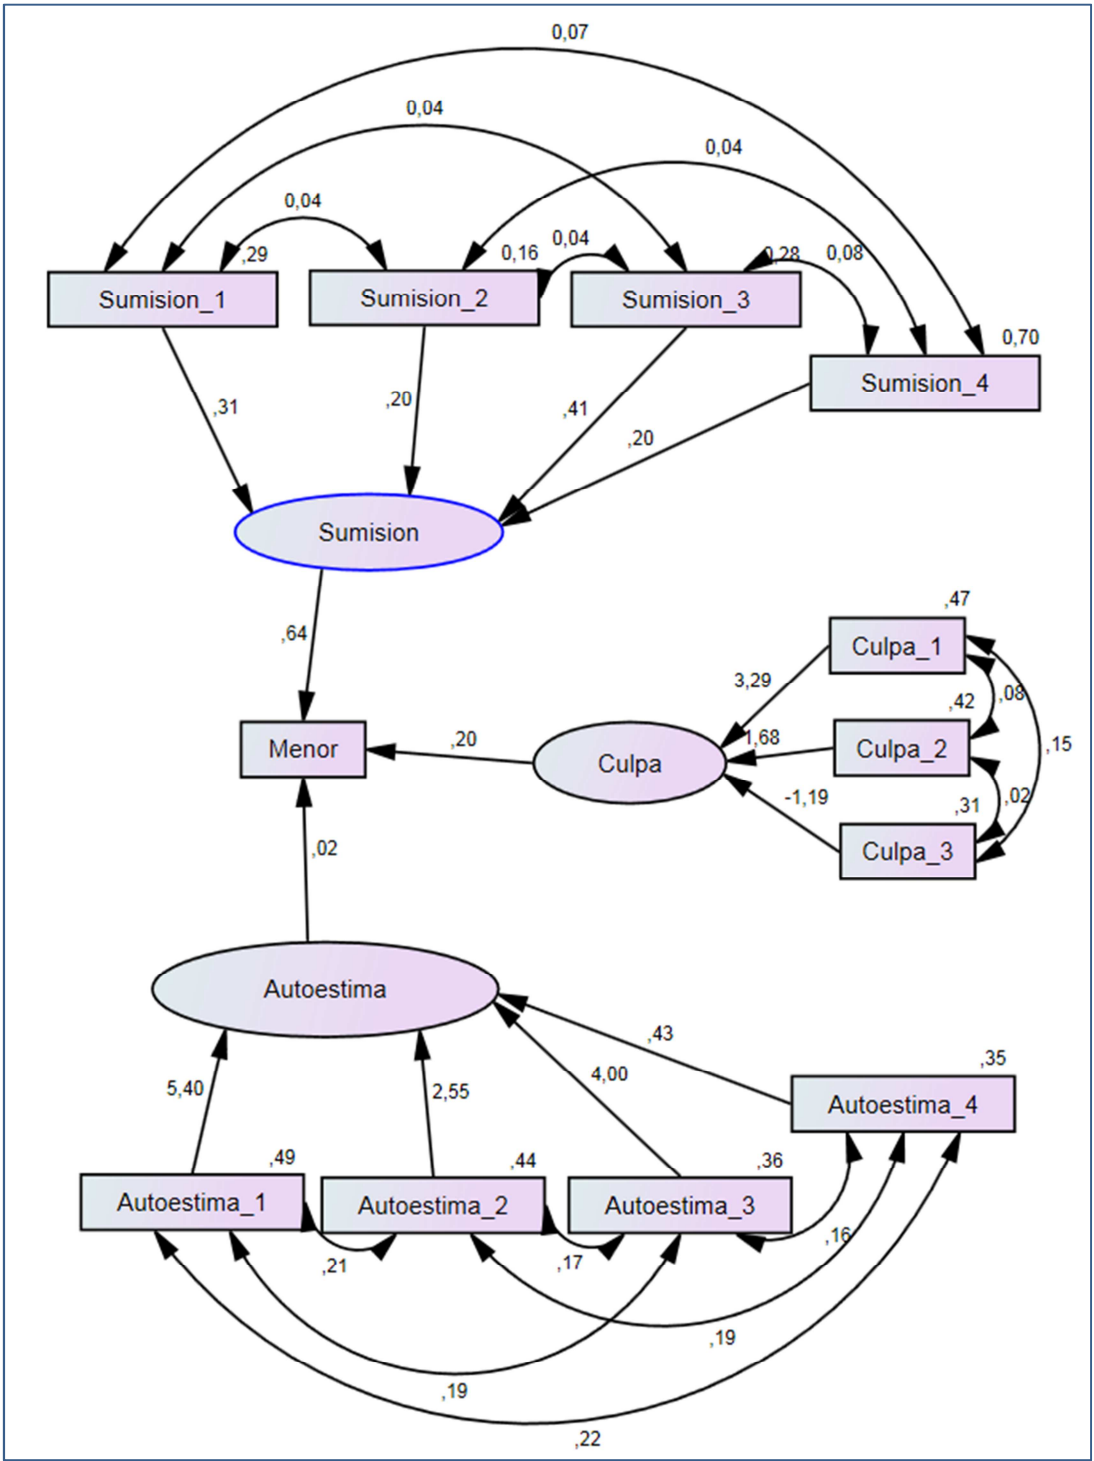 0,07
0,04
0,04
0,04
0,04
,29
0,16
0,28
0,08
0,70
Sumision_1
Sumision_2
Sumision_3
Sumision_4
,31
,20
,41
,20
Sumision
,64
,47
Culpa_1
3,29
,08
,42
Menor
,20
Culpa
1,68
Culpa_2
,15
-1,19
,31
,02
Culpa_3
,02
Autoestima
,43
,35
5,40
2,55
4,00
Autoestima_4
,49
,44
,36
Autoestima_1
Autoestima_2
Autoestima_3
,21
,17
,16
,19
,19
,22